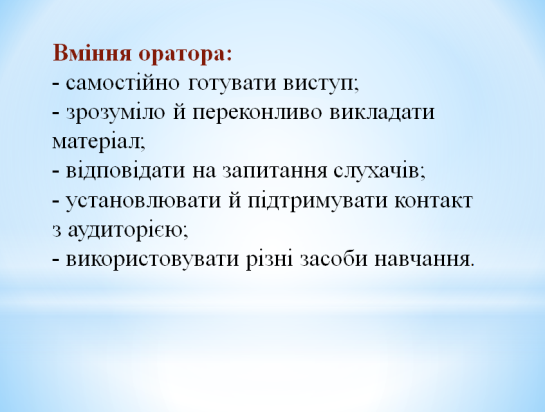 Вміння оратора:
- самостійно готувати виступ;
- зрозуміло й переконливо викладати
матеріал;
- відповідати на запитання слухачів;
- установлювати й підтримувати контакт
з аудиторією;
- використовувати різні засоби навчання.